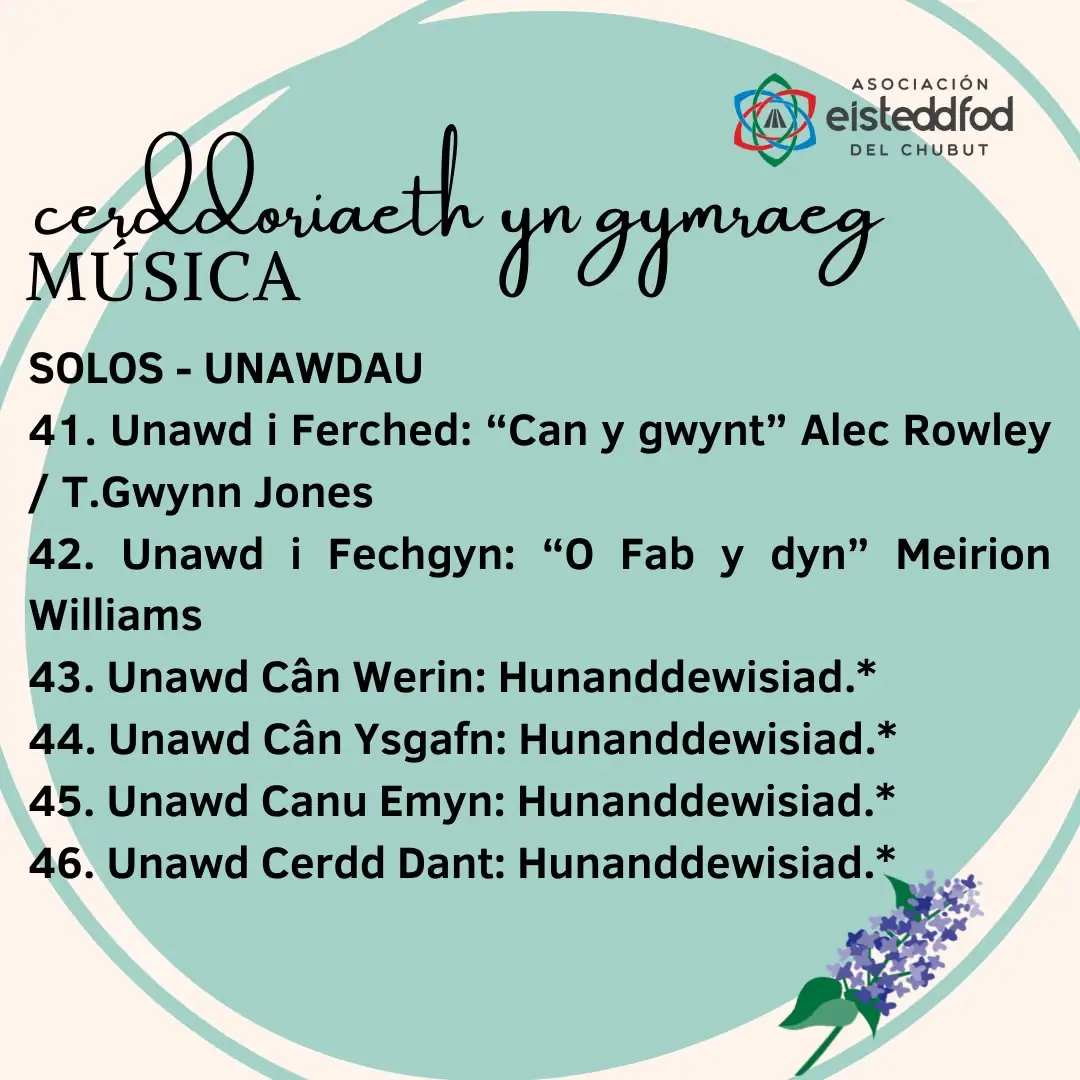 ASOCIACIÓN
eisteddfod
DEL CHUBUT
cerddoriaeth yn gymraeg
MÚSICA
SOLOS - UNAWDAU
41. Unawd i Ferched: “Can y gwynt” Alec Rowley
/ T.Gwynn Jones
42. Unawd i Fechgyn: “O Fab y dyn” Meirion
Williams
43. Unawd Cân Werin: Hunanddewisiad.*
44. Unawd Cân Ysgafn: Hunanddewisiad.*
45. Unawd Canu Emyn: Hunanddewisiad.*
46. Unawd Cerdd Dant: Hunanddewisiad.*